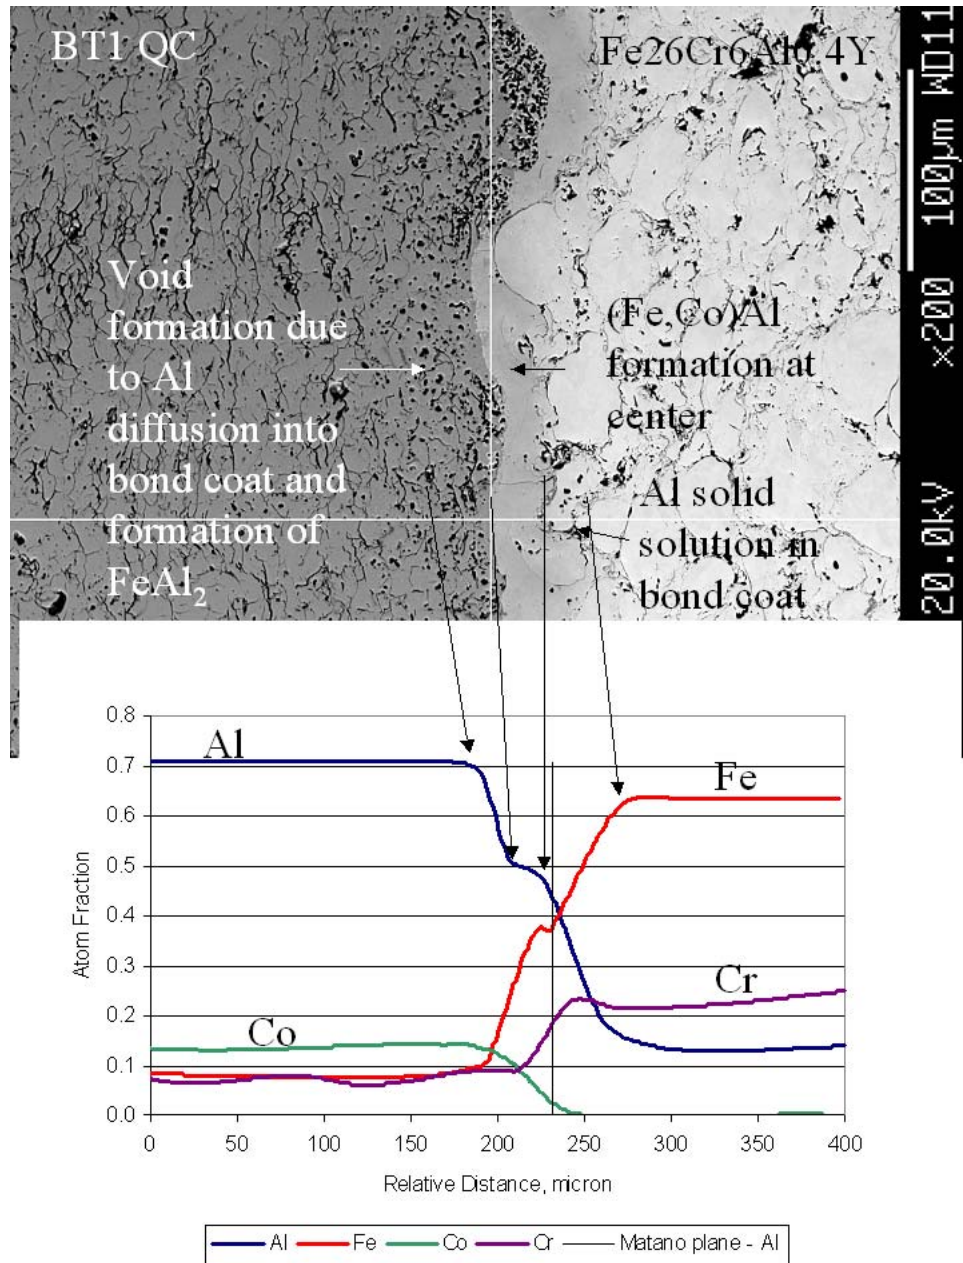 BT1 QC
Fe26Cr6Al0.4Y
Void
formation due
to Al
diffusion into
bond coat and
formation of
FeAl₂
(Fe,Co)Al
formation at
center
Al solid
solution in
bond coat
20.0kV ×200 100µm WD11
0.8
0.7
0.6
0.5
0.4
0.3
0.2
0.1
0.0
Atom Fraction
Al
Fe
Co
Cr
0 50 100 150 200 250 300 350 400
Relative Distance, micron
Al Fe Co Cr Matano plane - Al